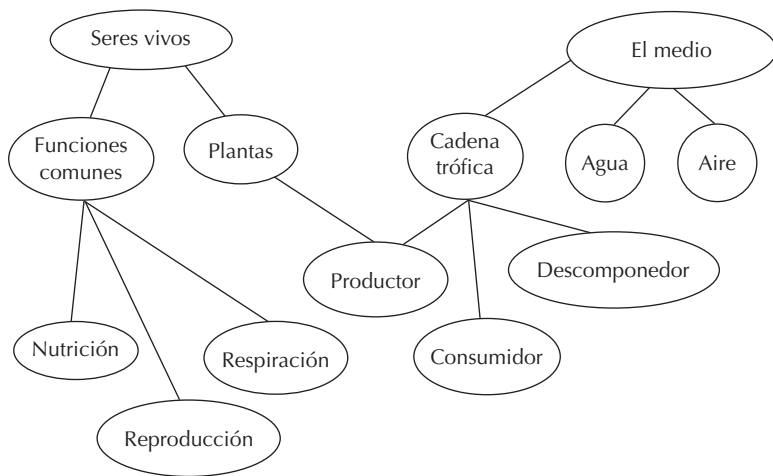 Seres vivos
El medio
Funciones
comunes
Plantas
Cadena
trófica
Agua
Aire
Productor
Descomponedor
Nutrición
Respiración
Consumidor
Reproducción